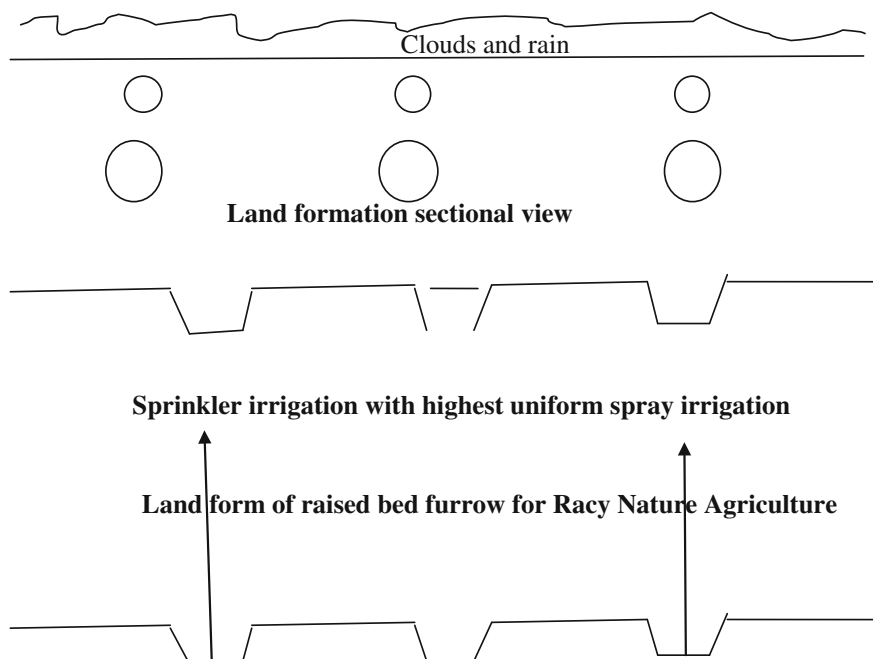 Clouds and rain
Land formation sectional view
Sprinkler irrigation with highest uniform spray irrigation
Land form of raised bed furrow for Racy Nature Agriculture